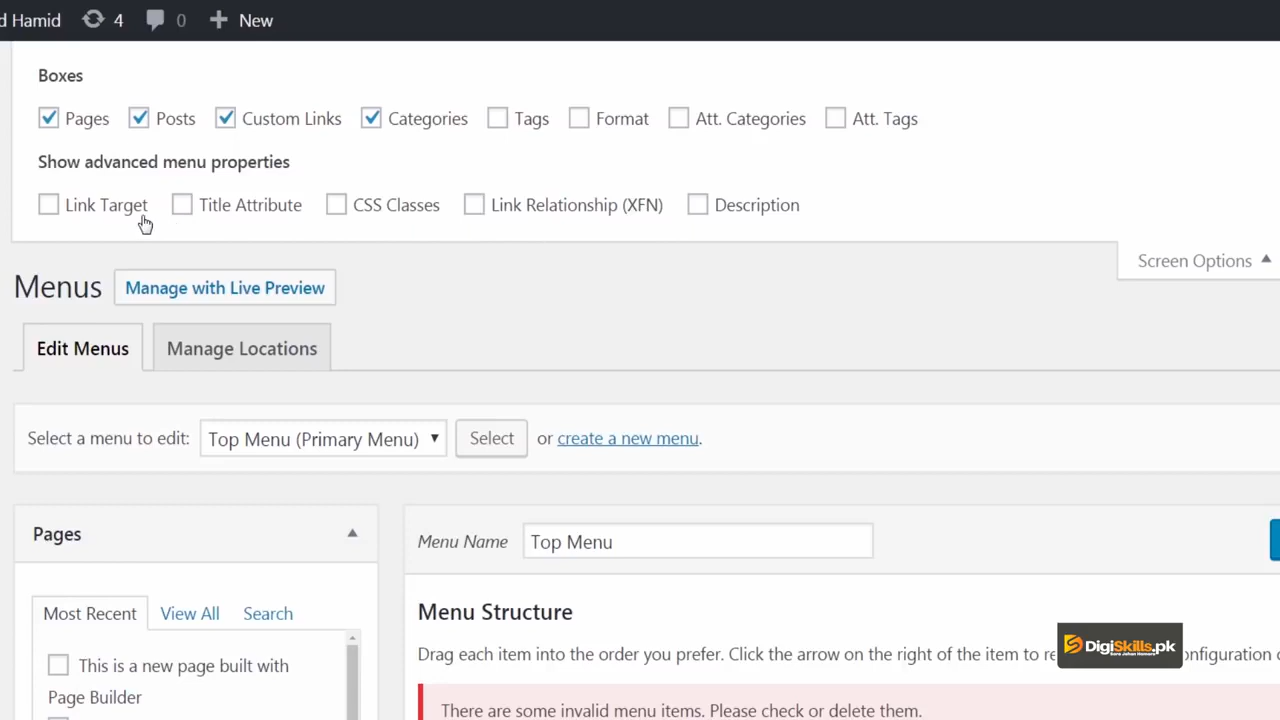 d Hamid 4 0 New
Boxes
Pages Posts Custom Links Categories Tags Format Att. Categories Att. Tags
Show advanced menu properties
Link Target Title Attribute CSS Classes Link Relationship (XFN) Description
Screen Options
Menus Manage with Live Preview
Edit Menus Manage Locations
Select a menu to edit: Top Menu (Primary Menu) Select or create a new menu.
Pages
Menu Name Top Menu
Most Recent View All Search
Menu Structure
This is a new page built with
Page Builder
Drag each item into the order you prefer. Click the arrow on the right of the item to re nfiguration
DigiSkills.pk
There are some invalid menu items. Please check or delete them.